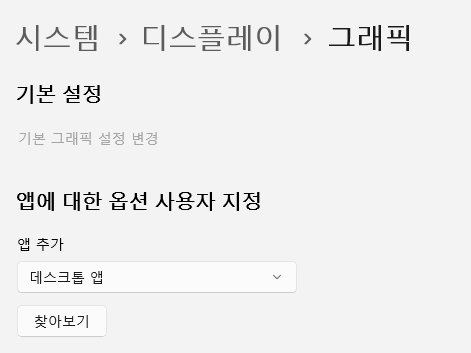 시스템 > 디스플레이 > 그래픽
기본 설정
기본 그래픽 설정 변경
앱에 대한 옵션 사용자 지정
앱 추가
데스크톱 앱
찾아보기